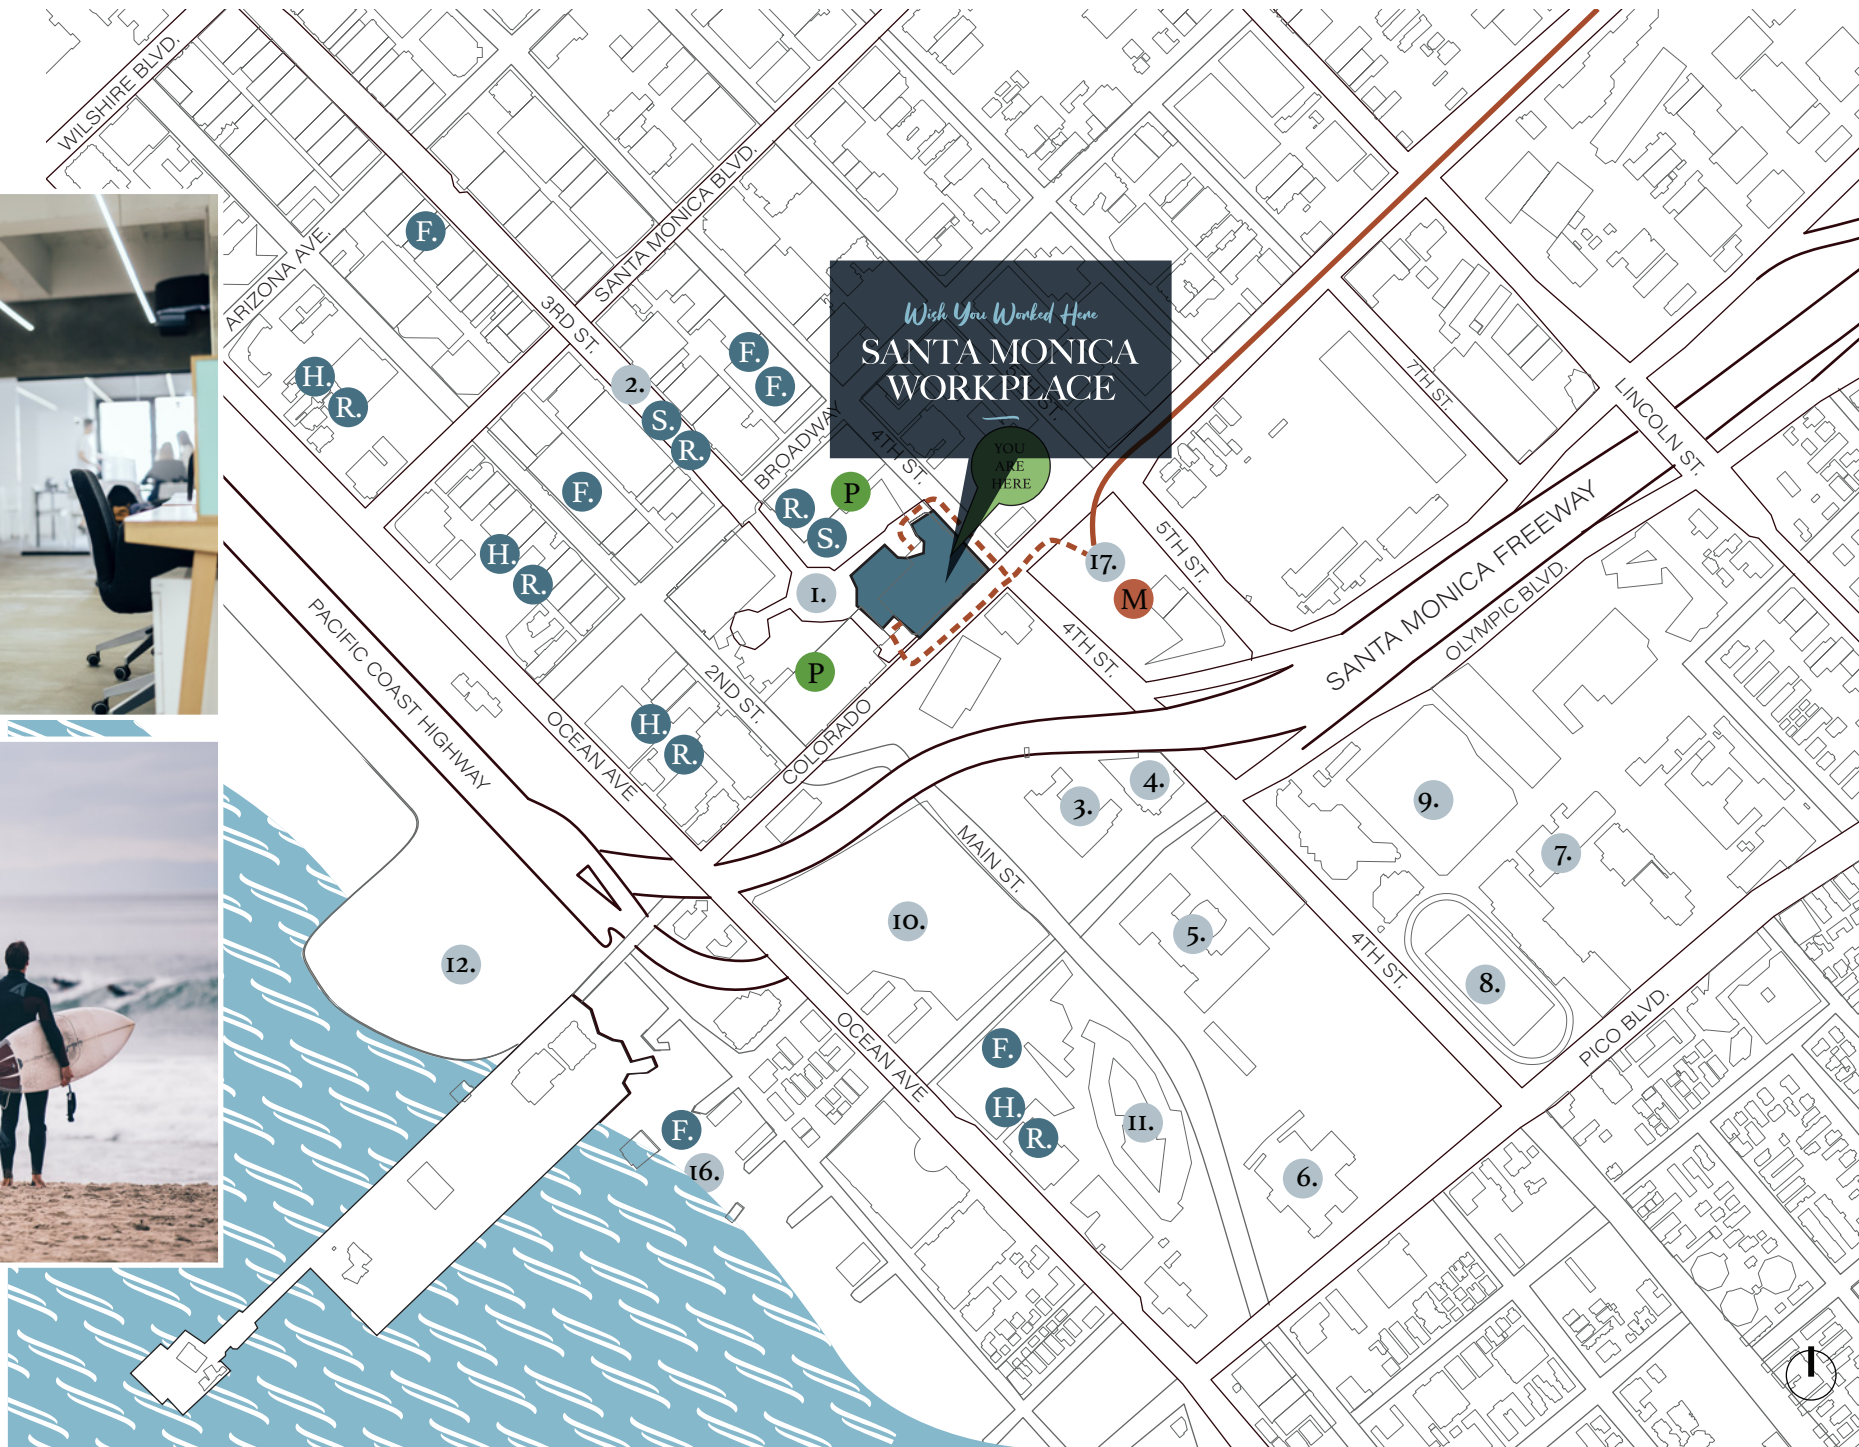 WILSHIRE BLVD.
SANTA MONICA BLVD.
ARIZONA AVE.
F.
3RD ST.
Wish You Worked Here
SANTA MONICA
WORKPLACE
H.
R.
2.
S.
R.
F.
F.
BROADWAY
4TH ST.
7TH ST.
LINCOLN ST.
YOU
ARE
HERE
F.
P
R.
S.
H.
R.
1.
17.
M
5TH ST.
SANTA MONICA FREEWAY
OLYMPIC BLVD.
PACIFIC COAST HIGHWAY
4TH ST.
P
2ND ST.
H.
R.
OCEAN AVE
COLORADO
3.
4.
9.
7.
MAIN ST.
10.
5.
12.
4TH ST.
8.
PICO BLVD.
OCEAN AVE
F.
H.
R.
11.
F.
16.
6.